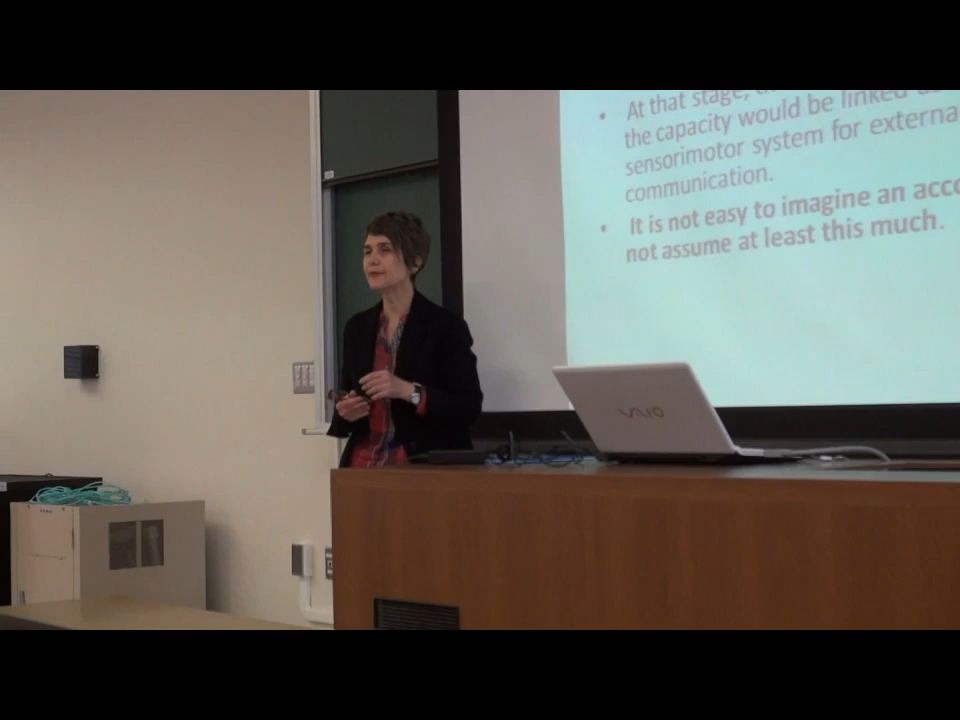 At that stage,
the capacity would be linked
sensorimotor system for externa
communication.
It is not easy to imagine an acco
not assume at least this much.
VAIO